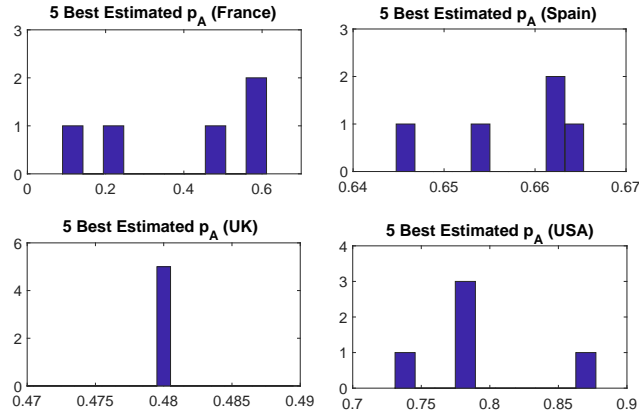 5 Best Estimated p_A (France)
3
2
1
0
0 0.2 0.4 0.6
5 Best Estimated p_A (Spain)
3
2
1
0
0.64 0.65 0.66 0.67
5 Best Estimated p_A (UK)
6
4
2
0
0.47 0.475 0.48 0.485 0.49
5 Best Estimated p_A (USA)
4
3
2
1
0
0.7 0.75 0.8 0.85 0.9